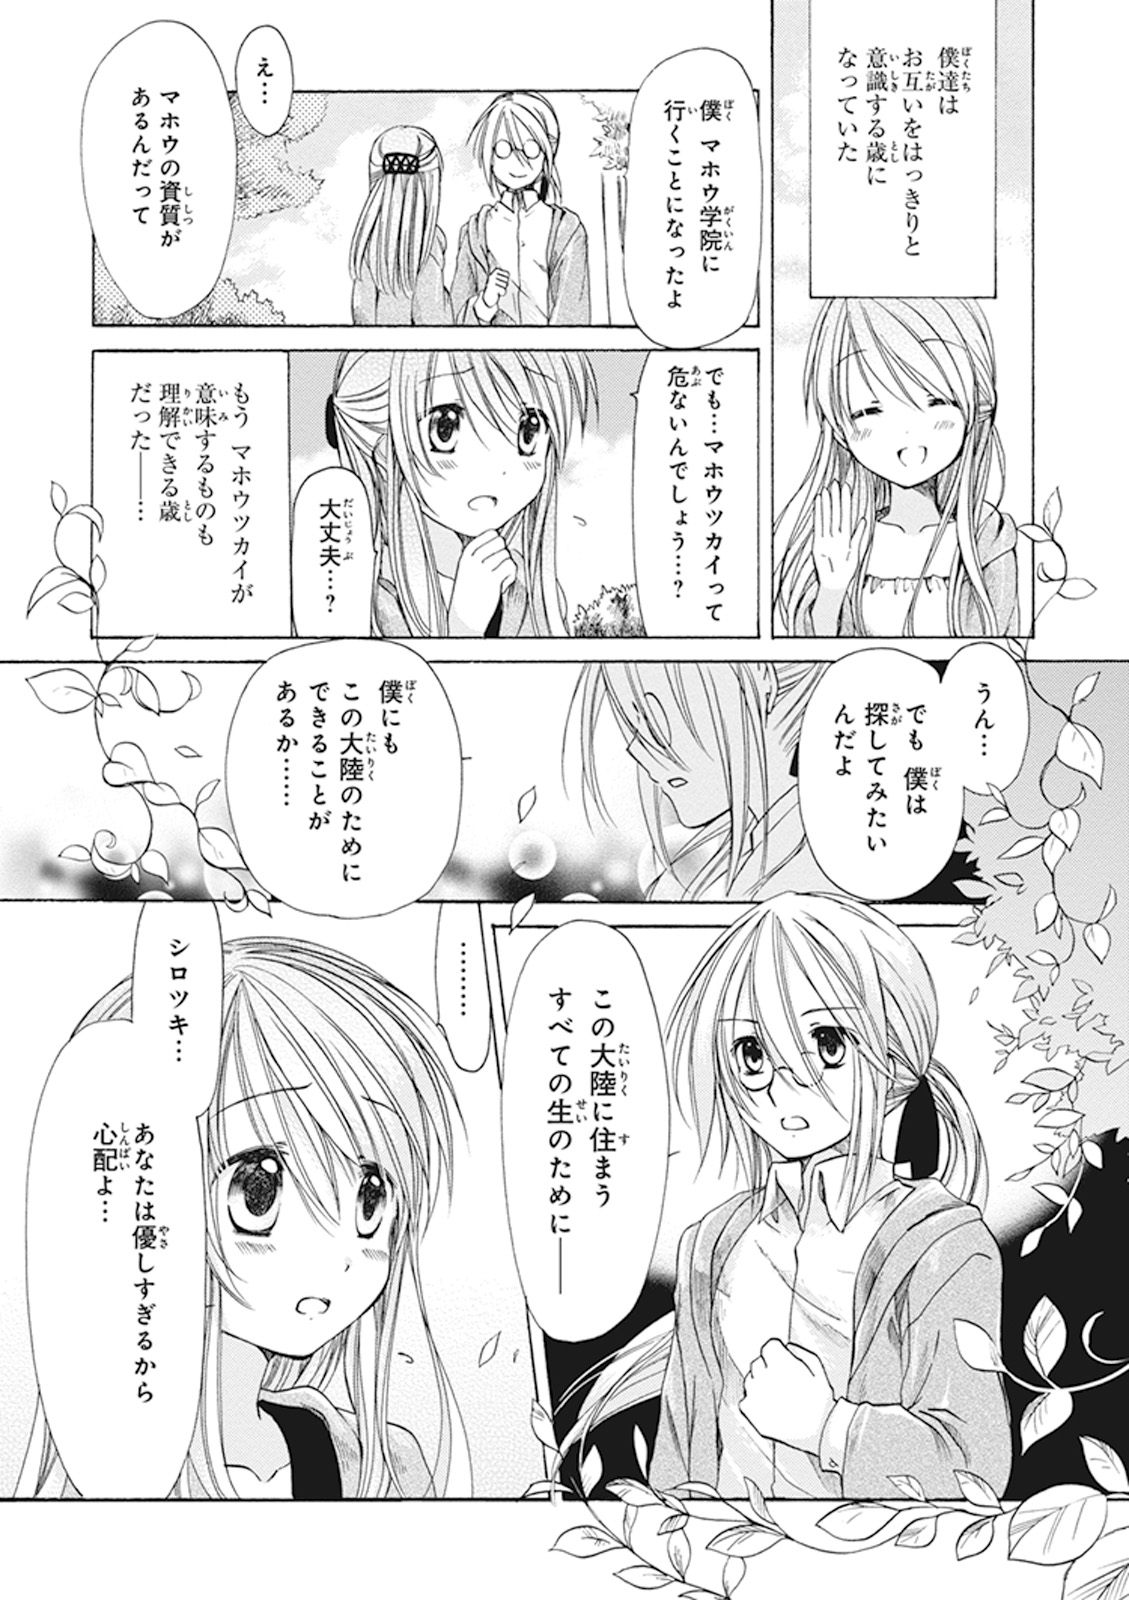 僕達は
お互いをはっきりと
意識する歳に
なっていた
僕 マホウ学院に
行くことになったよ
え…
マホウの資質が
あるんだって
でも…マホウツカイって
危ないんでしょう…?
大丈夫…?
もう マホウツカイが
意味するものも
理解できる歳
だった――…
うん…
でも 僕は
探してみたい
んだよ
僕にも
この大陸のために
できることが
あるか……
この大陸に住まう
すべての生のために――
………
シロツキ…
あなたは優しすぎるから
心配よ…